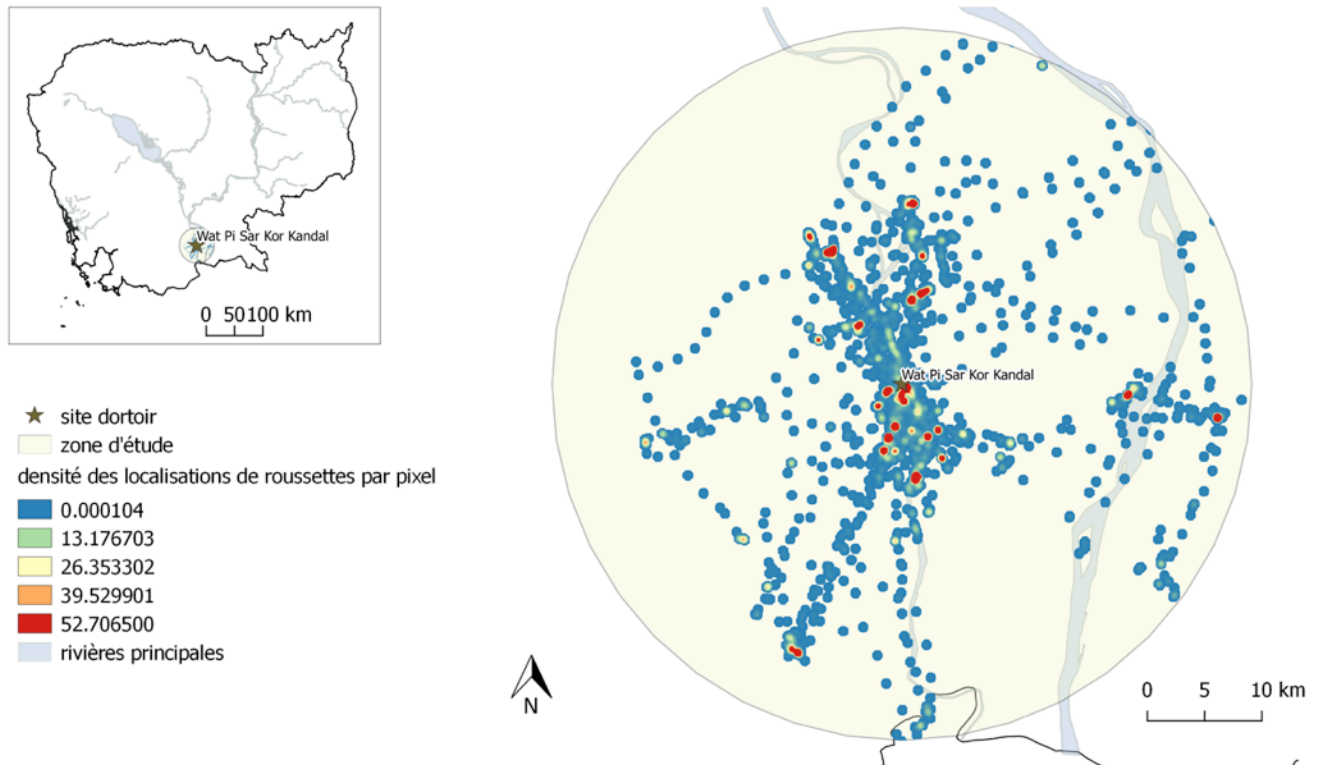 Wat Pi Sar Kor Kandal
0 50100 km
site dortoir
zone d'étude
densité des localisations de roussettes par pixel
0.000104
13.176703
26.353302
39.529901
52.706500
rivières principales
Wat Pi Sar Kor Kandal
N
0 5 10 km